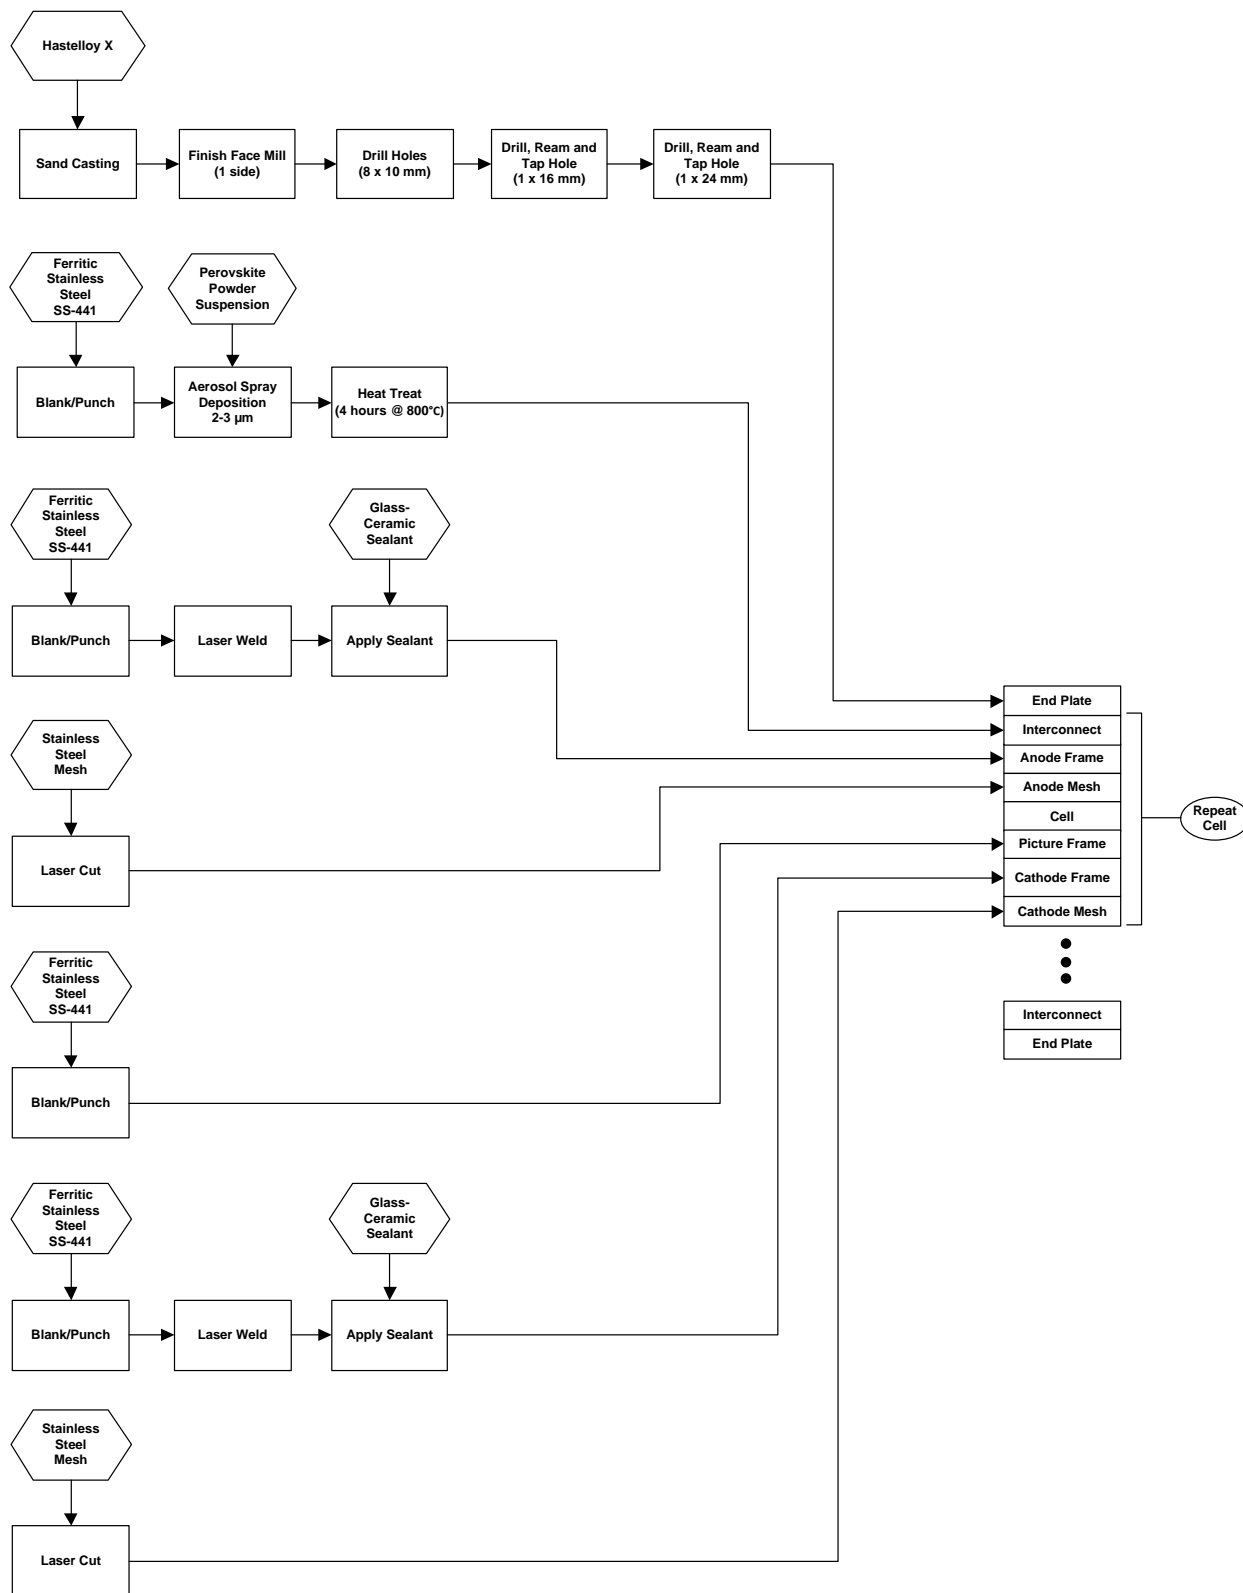 Hastelloy X
Sand Casting
Finish Face Mill
(1 side)
Drill Holes
(8 x 10 mm)
Drill, Ream and
Tap Hole
(1 x 16 mm)
Drill, Ream and
Tap Hole
(1 x 24 mm)
Ferritic
Stainless
Steel
SS-441
Perovskite
Powder
Suspension
Blank/Punch
Aerosol Spray
Deposition
2-3 µm
Heat Treat
(4 hours @ 800°C)
Ferritic
Stainless
Steel
SS-441
Glass-
Ceramic
Sealant
Blank/Punch
Laser Weld
Apply Sealant
Stainless
Steel
Mesh
Laser Cut
Ferritic
Stainless
Steel
SS-441
Blank/Punch
Ferritic
Stainless
Steel
SS-441
Glass-
Ceramic
Sealant
Blank/Punch
Laser Weld
Apply Sealant
Stainless
Steel
Mesh
Laser Cut
End Plate
Interconnect
Anode Frame
Anode Mesh
Cell
Picture Frame
Cathode Frame
Cathode Mesh
Interconnect
End Plate
Repeat
Cell